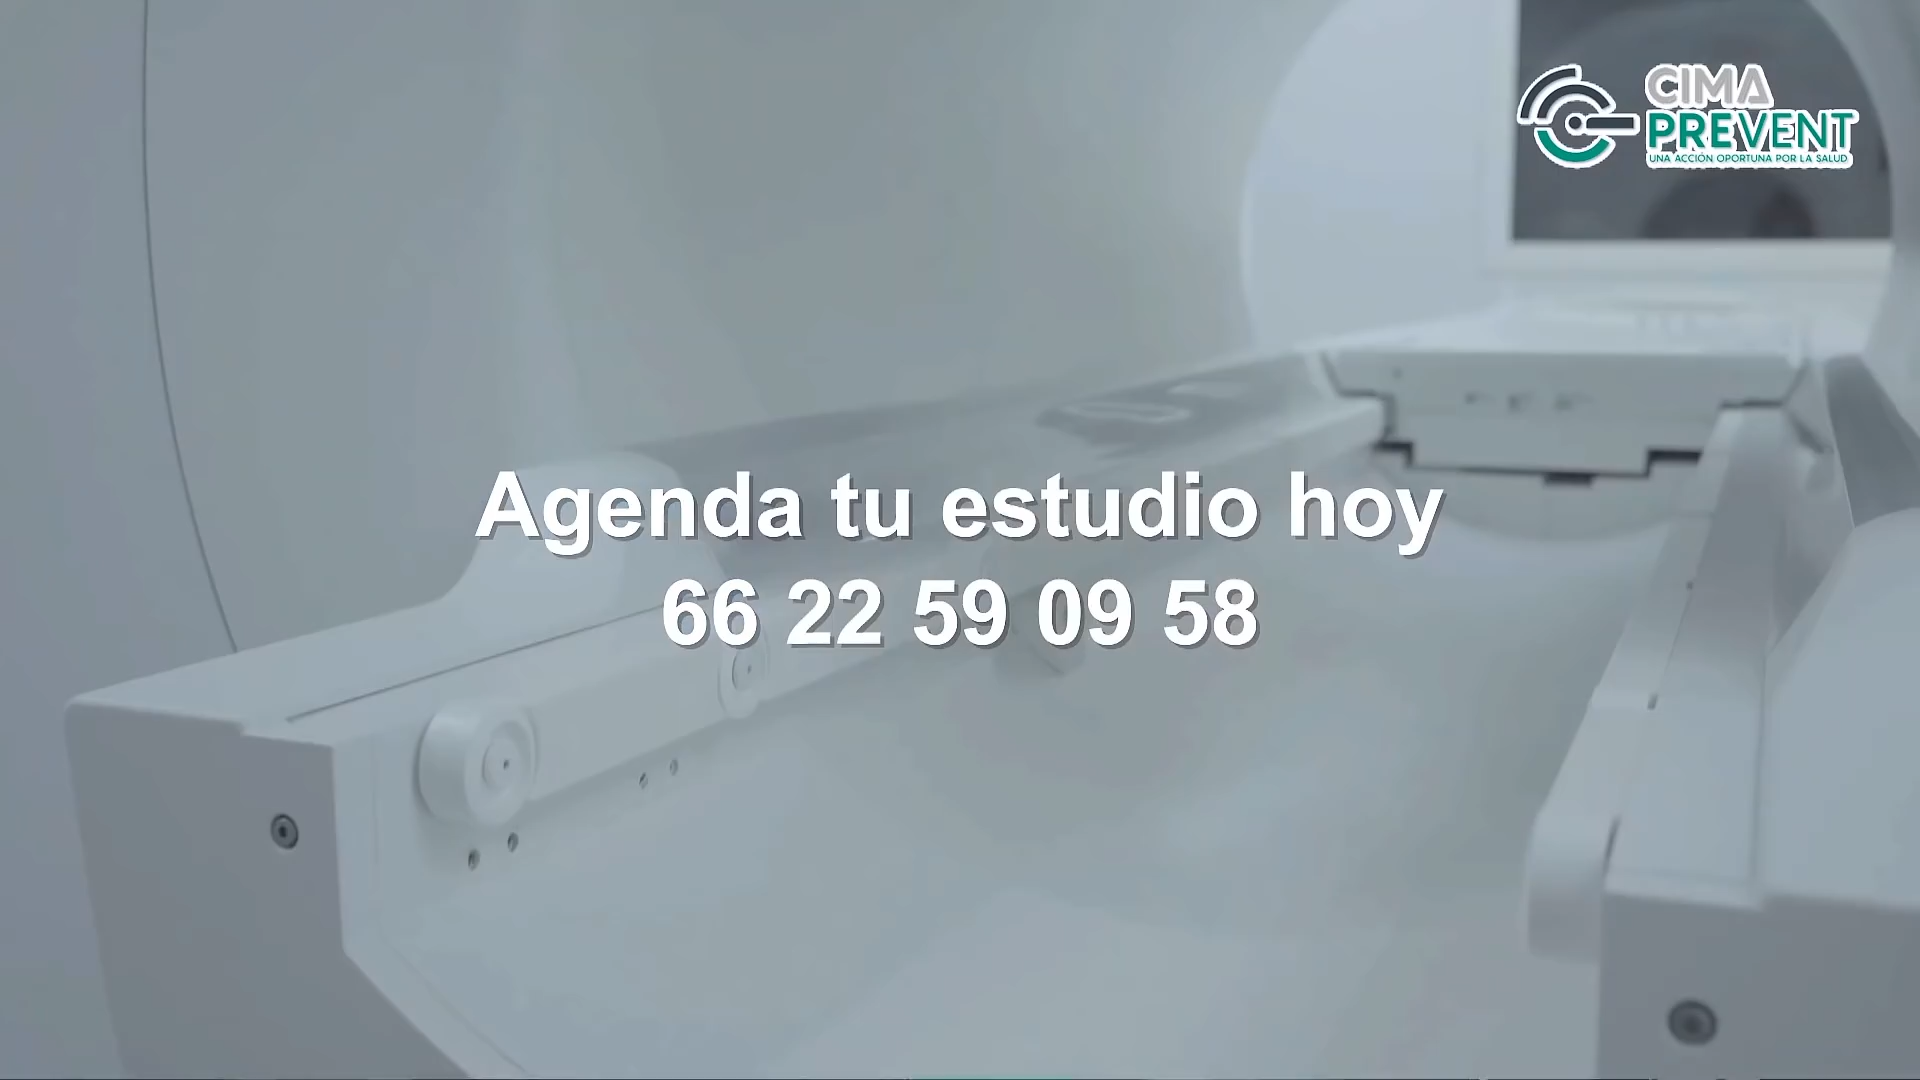 CIMA
PREVENT
UNA ACCIÓN OPORTUNA POR LA SALUD
Agenda tu estudio hoy
66 22 59 09 58